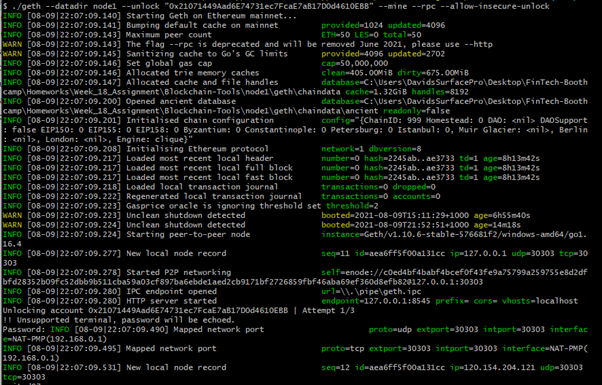 $ ./geth --datadir node1 --unlock "0x21071449Aad6E74731ec7FcaE7aB17D0d4610EBB" --mine --rpc --allow-insecure-unlock
INFO [08-09|22:07:09.140] Starting Geth on Ethereum mainnet...
INFO [08-09|22:07:09.141] Bumping default cache on mainnet provided=1024 updated=4096
INFO [08-09|22:07:09.143] Maximum peer count ETH=50 LES=0 total=50
WARN [08-09|22:07:09.143] The flag --rpc is deprecated and will be removed June 2021, please use --http
WARN [08-09|22:07:09.145] Sanitizing cache to Go's GC limits provided=4096 updated=2702
INFO [08-09|22:07:09.146] Set global gas cap cap=50,000,000
INFO [08-09|22:07:09.146] Allocated trie memory caches clean=405.00MiB dirty=675.00MiB
INFO [08-09|22:07:09.147] Allocated cache and file handles database=C:\Users\DavidsSurfacePro\Desktop\FinTech-Booth
camp\Homeworks\Week_18_Assignment\Blockchain-Tools\node1\geth\chaindata cache=1.32GiB handles=8192
INFO [08-09|22:07:09.200] Opened ancient database database=C:\Users\DavidsSurfacePro\Desktop\FinTech-Booth
camp\Homeworks\Week_18_Assignment\Blockchain-Tools\node1\geth\chaindata\ancient readonly=false
INFO [08-09|22:07:09.201] Initialised chain configuration config="{ChainID: 999 Homestead: 0 DAO: <nil> DAOSupport
: false EIP150: 0 EIP155: 0 EIP158: 0 Byzantium: 0 Constantinople: 0 Petersburg: 0 Istanbul: 0, Muir Glacier: <nil>, Berlin
: <nil>, London: <nil>, Engine: clique}"
INFO [08-09|22:07:09.208] Initialising Ethereum protocol network=1 dbversion=8
INFO [08-09|22:07:09.217] Loaded most recent local header number=0 hash=2245ab..ae3733 td=1 age=8h13m42s
INFO [08-09|22:07:09.217] Loaded most recent local full block number=0 hash=2245ab..ae3733 td=1 age=8h13m42s
INFO [08-09|22:07:09.217] Loaded most recent local fast block number=0 hash=2245ab..ae3733 td=1 age=8h13m42s
INFO [08-09|22:07:09.218] Loaded local transaction journal transactions=0 dropped=0
INFO [08-09|22:07:09.222] Regenerated local transaction journal transactions=0 accounts=0
INFO [08-09|22:07:09.223] Gasprice oracle is ignoring threshold set threshold=2
WARN [08-09|22:07:09.223] Unclean shutdown detected booted=2021-08-09T15:11:29+1000 age=6h55m40s
WARN [08-09|22:07:09.224] Unclean shutdown detected booted=2021-08-09T21:52:51+1000 age=14m18s
INFO [08-09|22:07:09.224] Starting peer-to-peer node instance=Geth/v1.10.6-stable-576681f2/windows-amd64/go1.
16.4
INFO [08-09|22:07:09.277] New local node record seq=11 id=aea4ff5f00a131cc ip=127.0.0.1 udp=30303 tcp=30
303
INFO [08-09|22:07:09.278] Started P2P networking self=enode://c0ed4bf4babf4bcef0f43fe9a75799a259755e8d2df
bfd28352b09fc52dbb9b511cba59a03cf897ba6ebde1aed2cb9171bf2726859fbf46aba69ef360d8efb82@127.0.0.1:30303
INFO [08-09|22:07:09.280] IPC endpoint opened url=\\.\pipe\geth.ipc
INFO [08-09|22:07:09.280] HTTP server started endpoint=127.0.0.1:8545 prefix= cors= vhosts=localhost
Unlocking account 0x21071449Aad6E74731ec7FcaE7aB17D0d4610EBB | Attempt 1/3
!! Unsupported terminal, password will be echoed.
Password: INFO [08-09|22:07:09.490] Mapped network port proto=udp extport=30303 intport=30303 interfac
e=NAT-PMP(192.168.0.1)
INFO [08-09|22:07:09.495] Mapped network port proto=tcp extport=30303 intport=30303 interface=NAT-PMP(
192.168.0.1)
INFO [08-09|22:07:09.531] New local node record seq=12 id=aea4ff5f00a131cc ip=120.154.204.121 udp=30303
tcp=30303